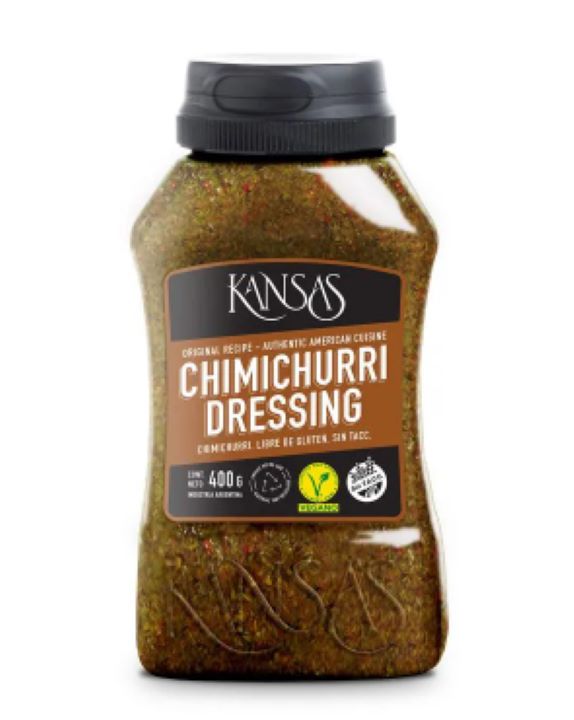 KANSAS
ORIGINAL RECIPE - AUTHENTIC AMERICAN CUISINE
CHIMICHURRI
DRESSING
CHIMICHURRI. LIBRE DE GLUTEN. SIN TACC.
CONT.
NETO 400 G
INDUSTRIA ARGENTINA
VEGANO
SIN T.A.C.C.
KANSAS